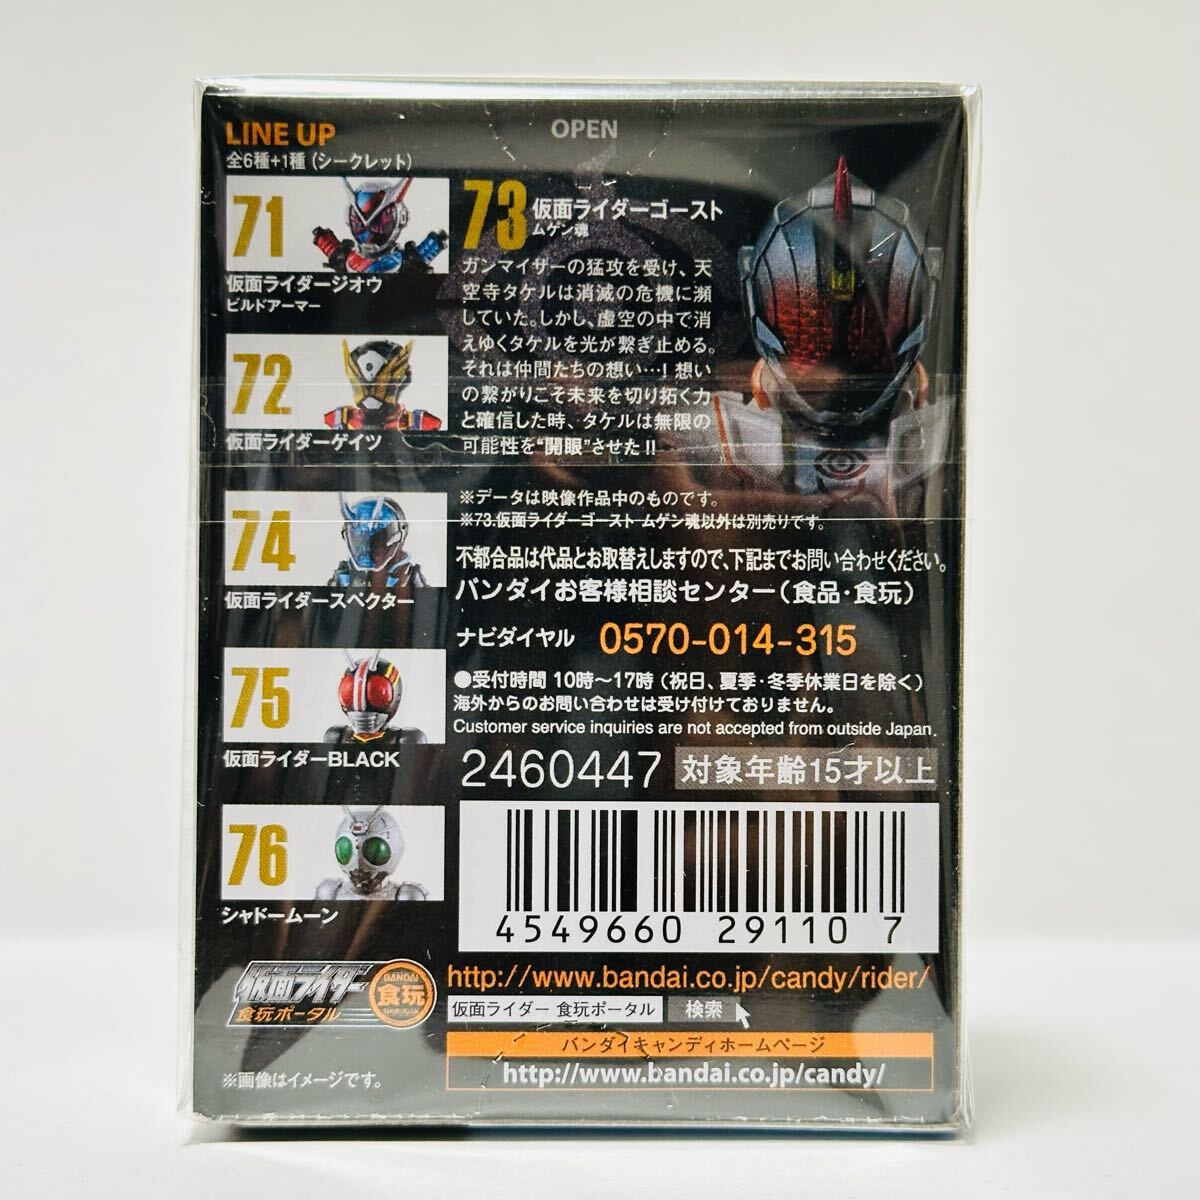 LINE UP
全6種+1種（シークレット）
OPEN
71
仮面ライダージオウ
ビルドアーマー
72
仮面ライダーゲイツ
74
仮面ライダースペクター
75
仮面ライダーBLACK
76
シャドームーン
73 仮面ライダーゴースト
ムゲン魂
ガンマイザーの猛攻を受け、天
空寺タケルは消滅の危機に瀕
していた。しかし、虚空の中で消
えゆくタケルを光が繋ぎ止める。
それは仲間たちの想い…！想い
の繋がりこそ未来を切り拓く力
と確信した時、タケルは無限の
可能性を“開眼”させた!!
※データは映像作品中のものです。
※73.仮面ライダーゴースト ムゲン魂以外は別売りです。
不都合品は代品とお取替えしますので、下記までお問い合わせください。
バンダイお客様相談センター（食品・食玩）
ナビダイヤル 0570-014-315
●受付時間 10時〜17時（祝日、夏季・冬季休業日を除く）
海外からのお問い合わせは受け付けておりません。
Customer service inquiries are not accepted from outside Japan.
2460447 対象年齢15才以上
4549660 29110 7
仮面ライダー
食玩ポータル
BANDAI
食玩
SHOKUGAN
http://www.bandai.co.jp/candy/rider/
仮面ライダー 食玩ポータル 検索
バンダイキャンディホームページ
http://www.bandai.co.jp/candy/
※画像はイメージです。